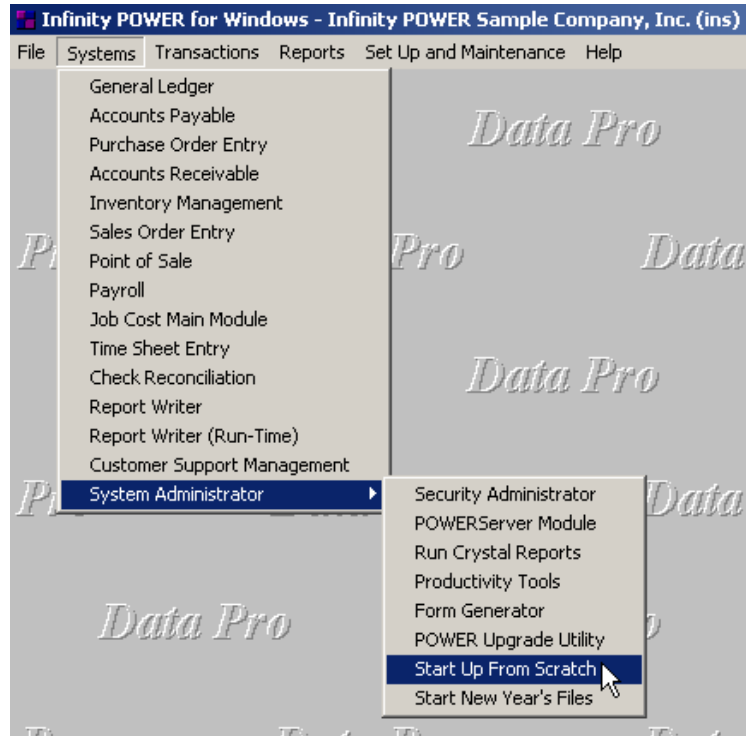 Infinity POWER for Windows - Infinity POWER Sample Company, Inc. (ins)
File Systems Transactions Reports Set Up and Maintenance Help
General Ledger
Accounts Payable
Purchase Order Entry
Accounts Receivable
Inventory Management
Sales Order Entry
Point of Sale
Payroll
Job Cost Main Module
Time Sheet Entry
Check Reconciliation
Report Writer
Report Writer (Run-Time)
Customer Support Management
System Administrator
Security Administrator
POWERServer Module
Run Crystal Reports
Productivity Tools
Form Generator
POWER Upgrade Utility
Start Up From Scratch
Start New Year's Files
Data Pro
Pro Data
Data Pro
Data
Data Pro